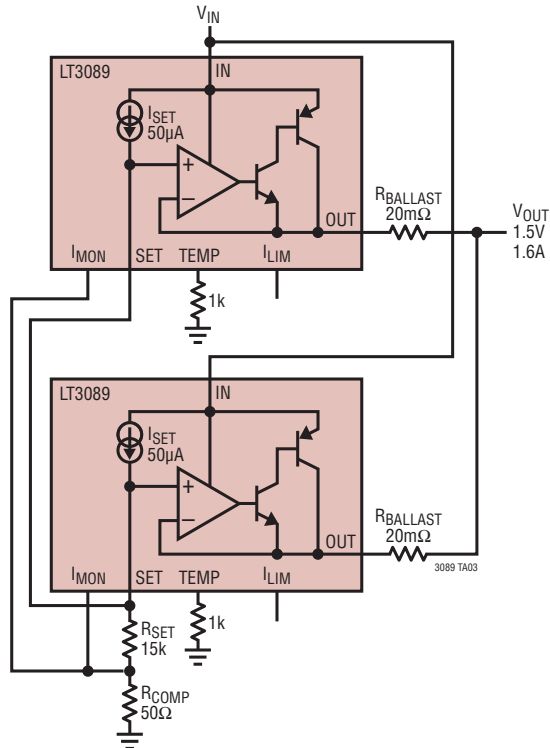 VIN
LT3089
IN
ISET
50µA
+
–
OUT
RBALLAST
20mΩ
VOUT
1.5V
1.6A
IMON
SET
TEMP
ILIM
1k
LT3089
IN
ISET
50µA
+
–
OUT
RBALLAST
20mΩ
3089 TA03
IMON
SET
TEMP
ILIM
1k
RSET
15k
RCOMP
50Ω